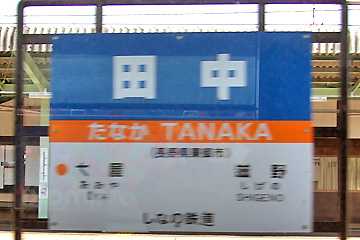 田中
たなか TANAKA
(長野県東御市)
大屋 滋野
おおや しげの
OYA SHIGENO
しなの鉄道